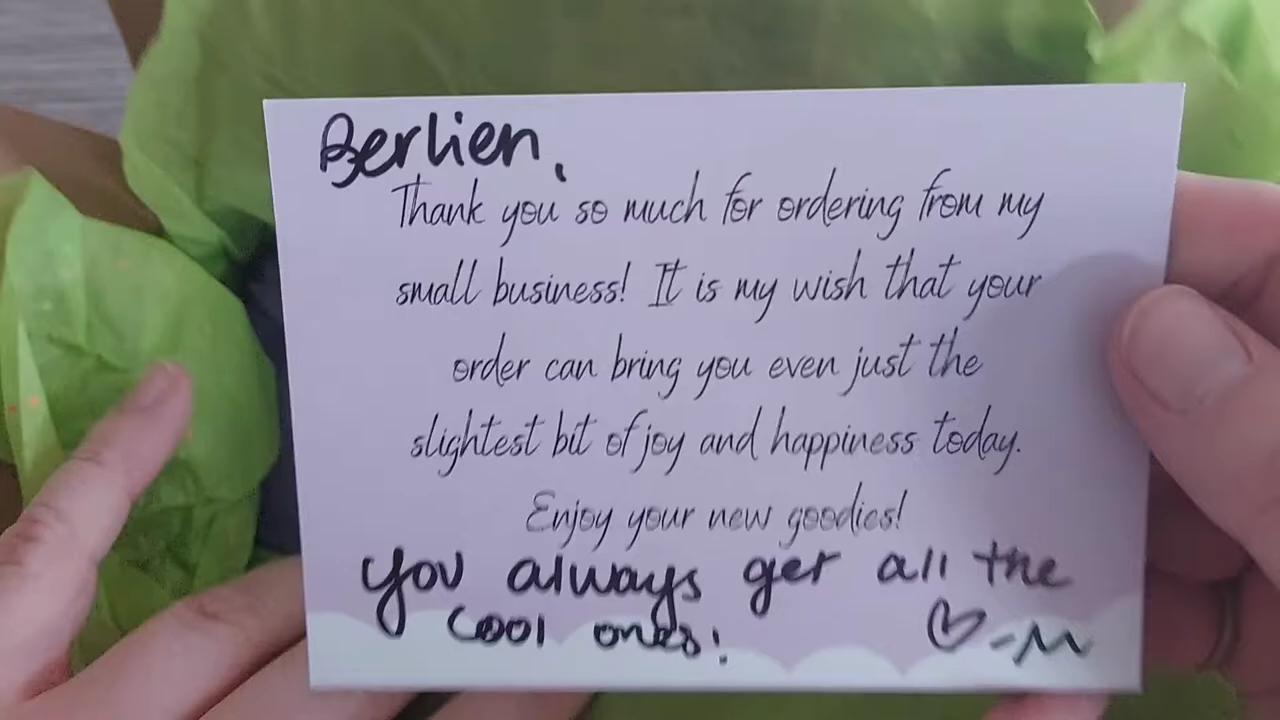 Berlien,
Thank you so much for ordering from my
small business! It is my wish that your
order can bring you even just the
slightest bit of joy and happiness today.
Enjoy your new goodies!
you always get all the
cool ones!
♡-M